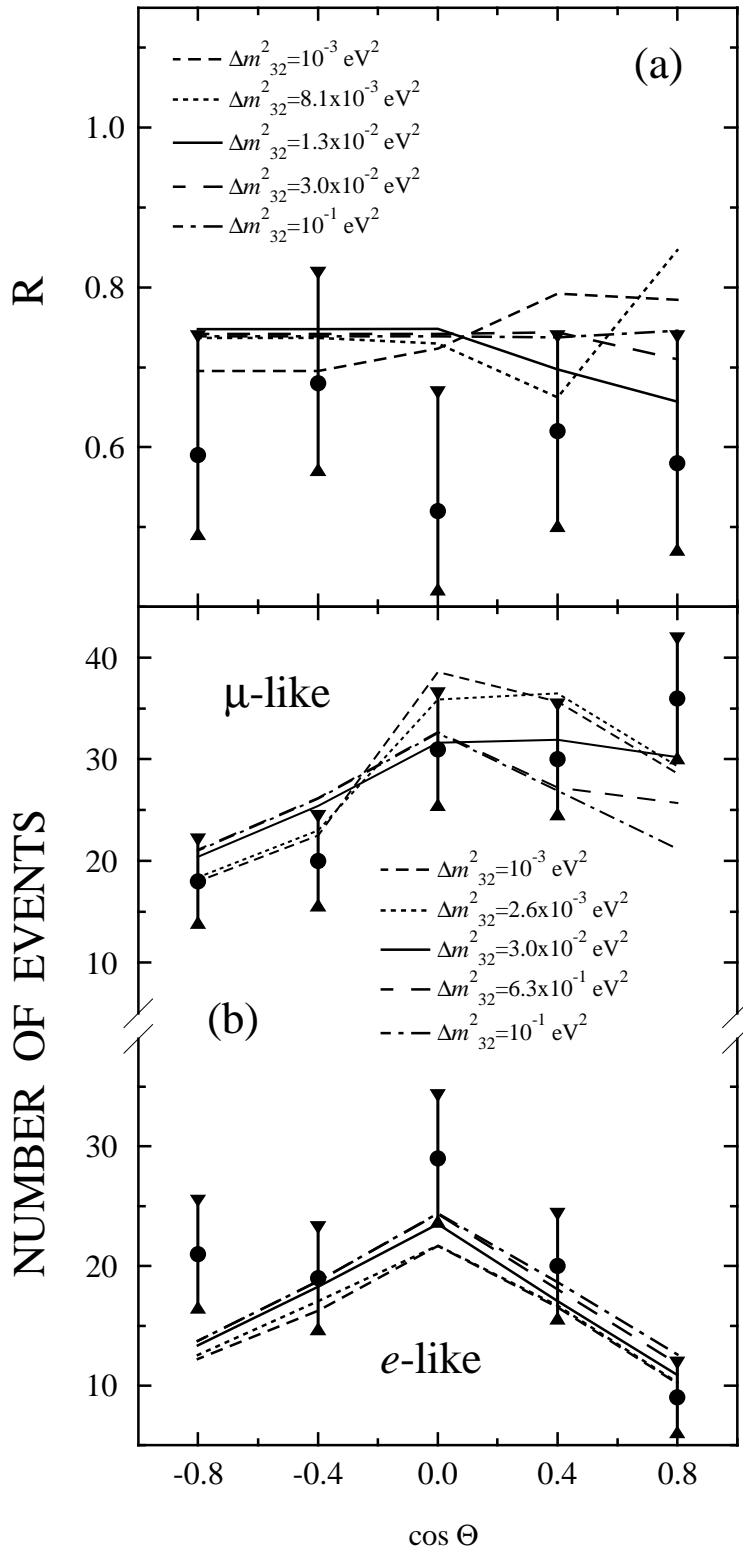 (a)
Δm²₃₂=10⁻³ eV²
Δm²₃₂=8.1x10⁻³ eV²
Δm²₃₂=1.3x10⁻² eV²
Δm²₃₂=3.0x10⁻² eV²
Δm²₃₂=10⁻¹ eV²
1.0
0.8
0.6
R
40
30
20
10
μ-like
Δm²₃₂=10⁻³ eV²
Δm²₃₂=2.6x10⁻³ eV²
Δm²₃₂=3.0x10⁻² eV²
Δm²₃₂=6.3x10⁻¹ eV²
Δm²₃₂=10⁻¹ eV²
(b)
NUMBER OF EVENTS
30
20
10
e-like
-0.8 -0.4 0.0 0.4 0.8
cos Θ